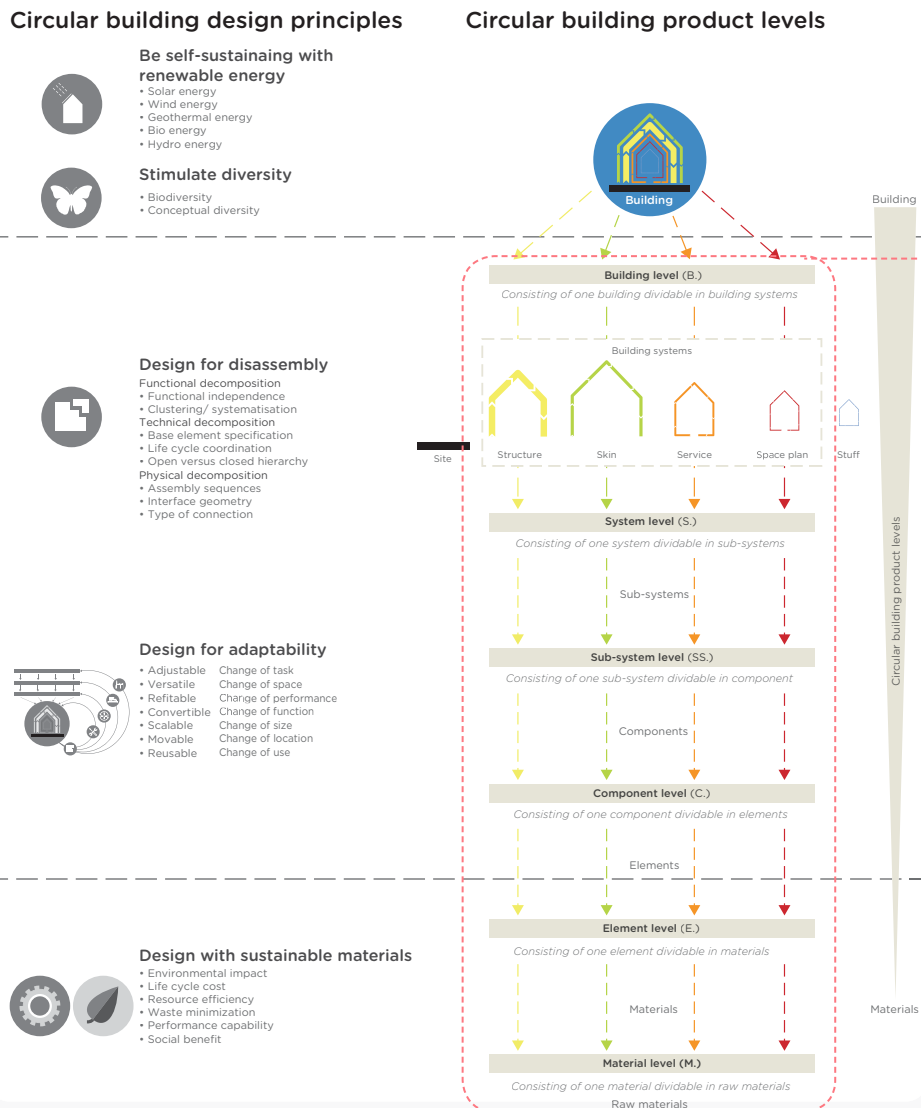 Circular building design principles
Be self-sustainaing with
renewable energy
• Solar energy
• Wind energy
• Geothermal energy
• Bio energy
• Hydro energy
Stimulate diversity
• Biodiversity
• Conceptual diversity
Design for disassembly
Functional decomposition
• Functional independence
• Clustering/ systematisation
Technical decomposition
• Base element specification
• Life cycle coordination
• Open versus closed hierarchy
Physical decomposition
• Assembly sequences
• Interface geometry
• Type of connection
Design for adaptability
• Adjustable Change of task
• Versatile Change of space
• Refitable Change of performance
• Convertible Change of function
• Scalable Change of size
• Movable Change of location
• Reusable Change of use
Design with sustainable materials
• Environmental impact
• Life cycle cost
• Resource efficiency
• Waste minimization
• Performance capability
• Social benefit
Circular building product levels
Building
Building level (B.)
Consisting of one building dividable in building systems
Building systems
Site
Structure
Skin
Service
Space plan
Stuff
System level (S.)
Consisting of one system dividable in sub-systems
Sub-systems
Sub-system level (SS.)
Consisting of one sub-system dividable in component
Components
Component level (C.)
Consisting of one component dividable in elements
Elements
Element level (E.)
Consisting of one element dividable in materials
Materials
Material level (M.)
Consisting of one material dividable in raw materials
Raw materials
Building
Circular building product levels
Materials